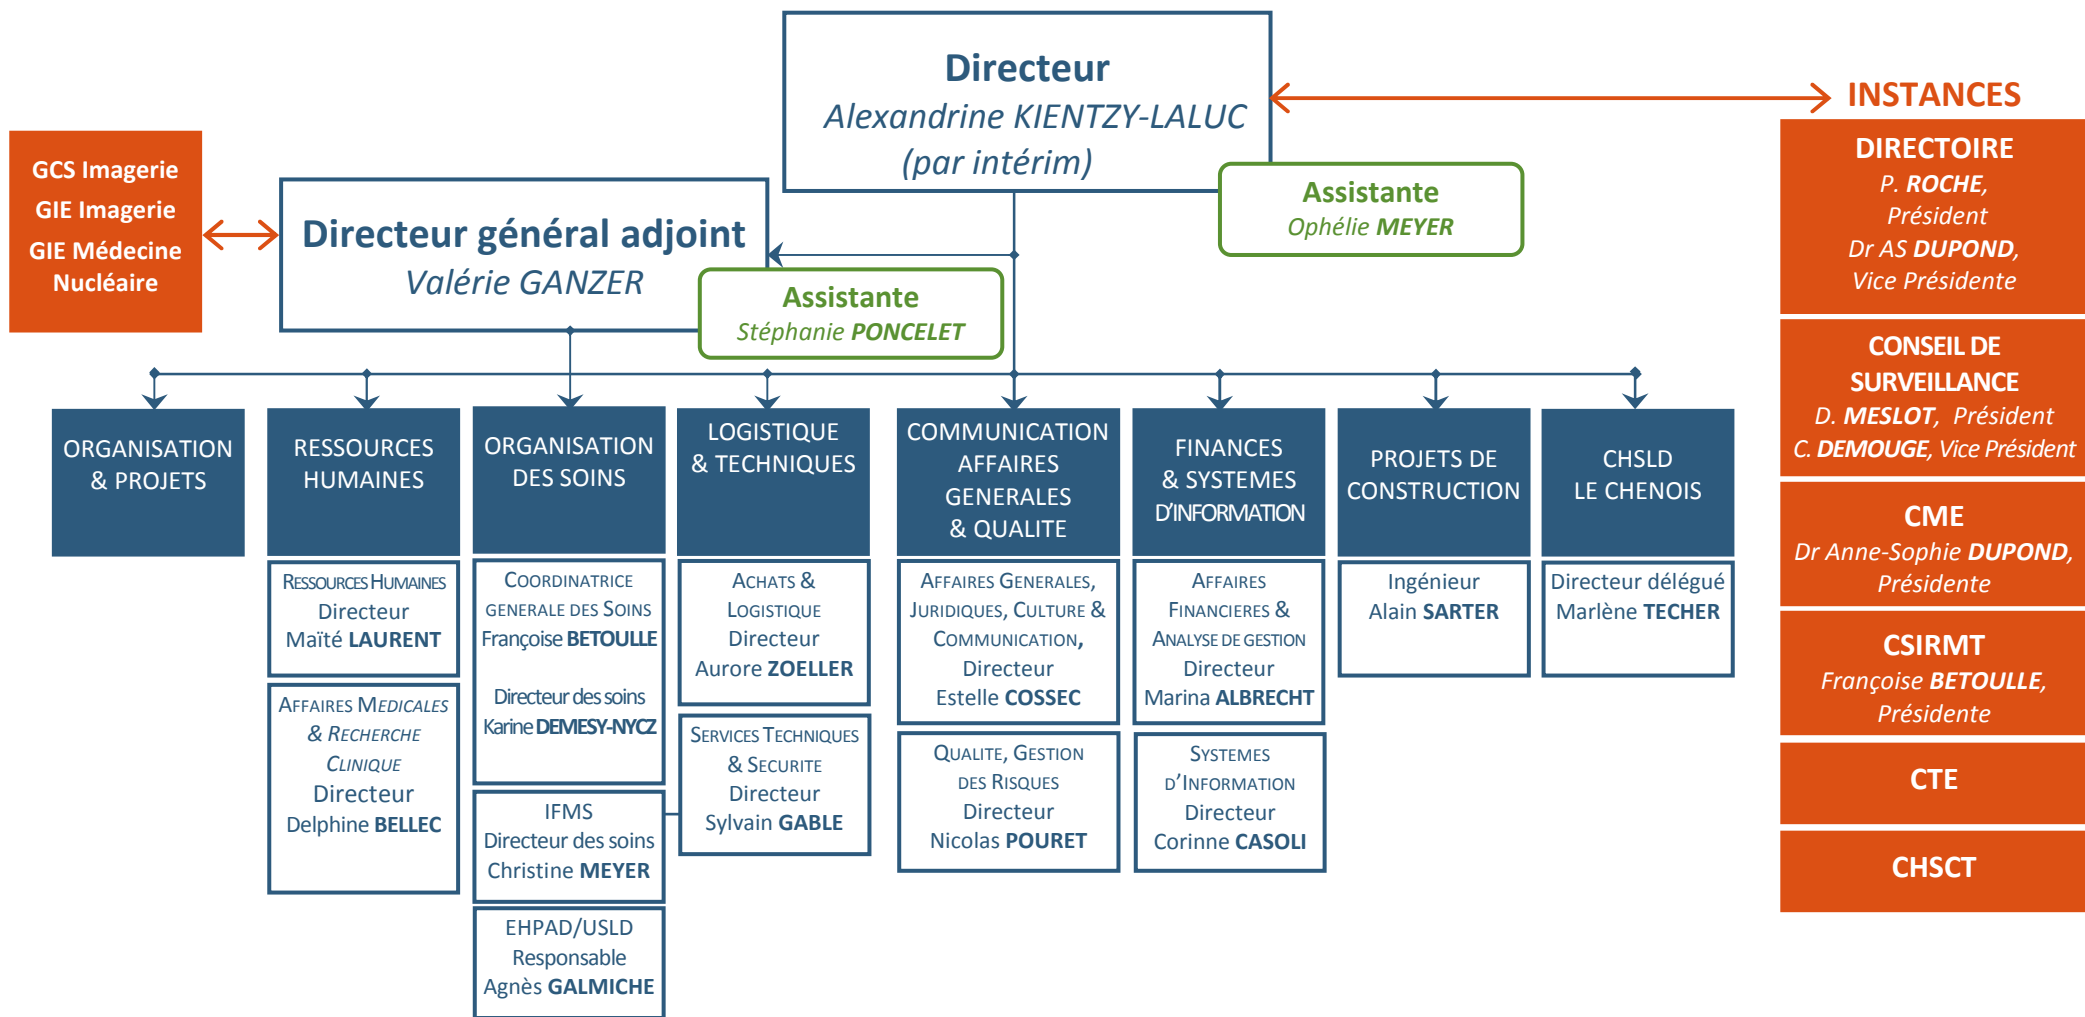 Directeur
Alexandrine KIENTZY-LALUC
(par intérim)
Assistante
Ophélie MEYER
GCS Imagerie
GIE Imagerie
GIE Médecine
Nucléaire
Directeur général adjoint
Valérie GANZER
Assistante
Stéphanie PONCELET
ORGANISATION
& PROJETS
RESSOURCES
HUMAINES
RESSOURCES HUMAINES
Directeur
Maïté LAURENT
AFFAIRES MEDICALES
& RECHERCHE
CLINIQUE
Directeur
Delphine BELLEC
ORGANISATION
DES SOINS
COORDINATRICE
GENERALE DES SOINS
Françoise BETOULLE
Directeur des soins
Karine DEMESY-NYCZ
IFMS
Directeur des soins
Christine MEYER
EHPAD/USLD
Responsable
Agnès GALMICHE
LOGISTIQUE
& TECHNIQUES
ACHATS &
LOGISTIQUE
Directeur
Aurore ZOELLER
SERVICES TECHNIQUES
& SECURITE
Directeur
Sylvain GABLE
COMMUNICATION
AFFAIRES
GENERALES
& QUALITE
AFFAIRES GENERALES,
JURIDIQUES, CULTURE &
COMMUNICATION,
Directeur
Estelle COSSEC
QUALITE, GESTION
DES RISQUES
Directeur
Nicolas POURET
FINANCES
& SYSTEMES
D'INFORMATION
AFFAIRES
FINANCIERES &
ANALYSE DE GESTION
Directeur
Marina ALBRECHT
SYSTEMES
D'INFORMATION
Directeur
Corinne CASOLI
PROJETS DE
CONSTRUCTION
Ingénieur
Alain SARTER
CHSLD
LE CHENOIS
Directeur délégué
Marlène TECHER
INSTANCES
DIRECTOIRE
P. ROCHE,
Président
Dr AS DUPOND,
Vice Présidente
CONSEIL DE
SURVEILLANCE
D. MESLOT, Président
C. DEMOUGE, Vice Président
CME
Dr Anne-Sophie DUPOND,
Présidente
CSIRMT
Françoise BETOULLE,
Présidente
CTE
CHSCT